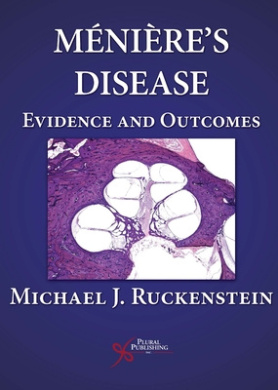 MÉNIÈRE'S
DISEASE
EVIDENCE AND OUTCOMES
MICHAEL J. RUCKENSTEIN
PLURAL
PUBLISHING